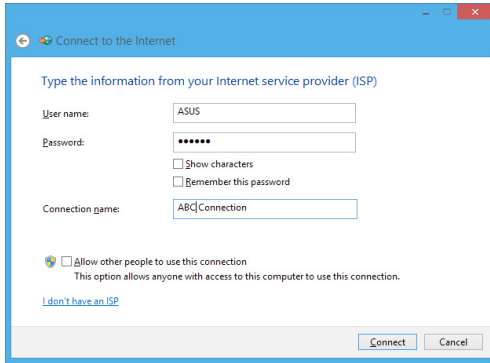 Connect to the Internet
Type the information from your Internet service provider (ISP)
User name: ASUS
Password: ••••••
Show characters
Remember this password
Connection name: ABC Connection
Allow other people to use this connection
This option allows anyone with access to this computer to use this connection.
I don't have an ISP
Connect Cancel